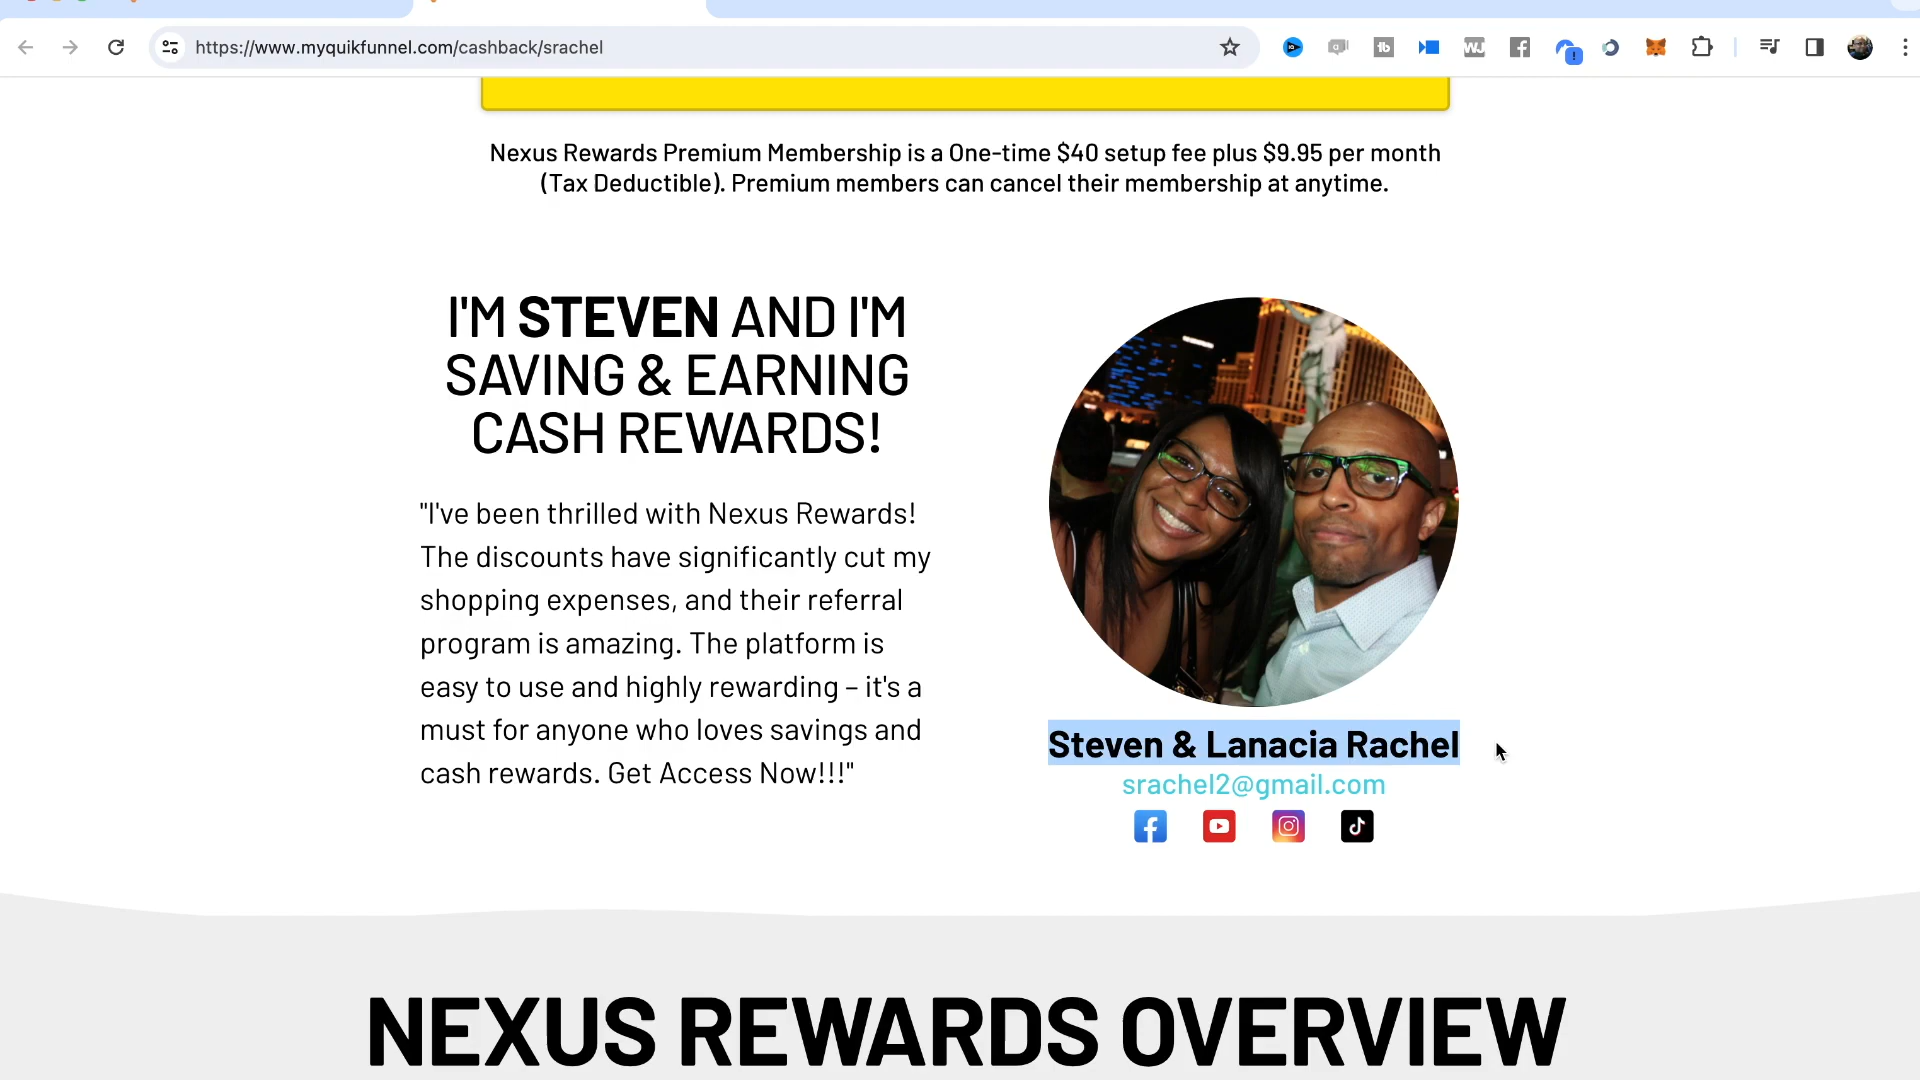 https://www.myquikfunnel.com/cashback/srachel
Nexus Rewards Premium Membership is a One-time $40 setup fee plus $9.95 per month
(Tax Deductible). Premium members can cancel their membership at anytime.
I'M STEVEN AND I'M
SAVING & EARNING
CASH REWARDS!
"I've been thrilled with Nexus Rewards!
The discounts have significantly cut my
shopping expenses, and their referral
program is amazing. The platform is
easy to use and highly rewarding – it's a
must for anyone who loves savings and
cash rewards. Get Access Now!!!"
Steven & Lanacia Rachel
srachel2@gmail.com
NEXUS REWARDS OVERVIEW